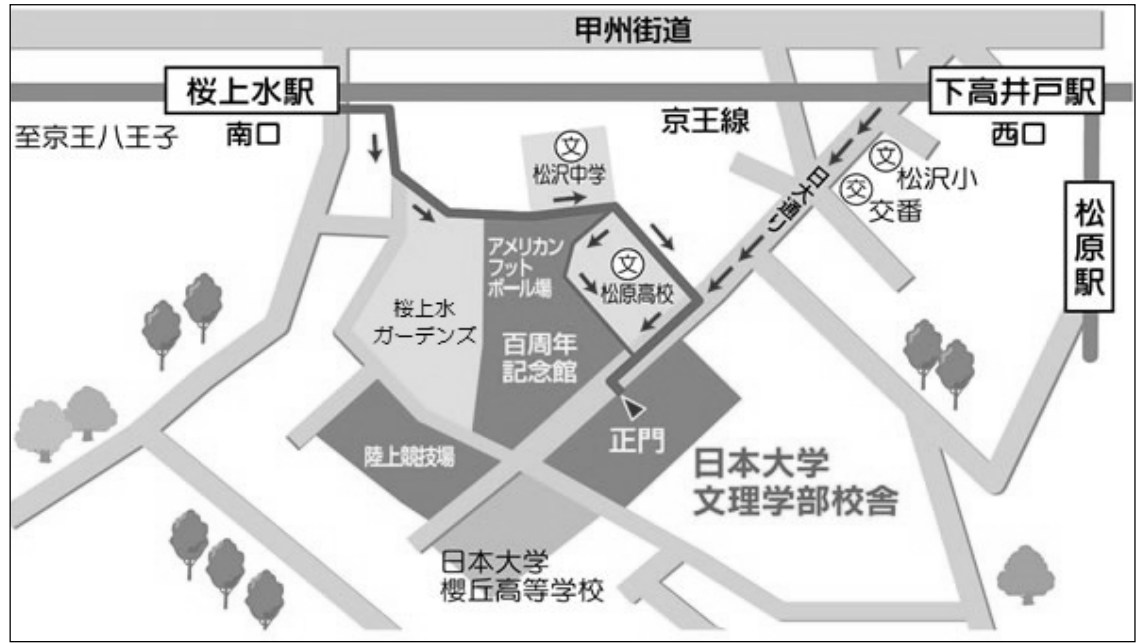 甲州街道
桜上水駅
下高井戸駅
至京王八王子
南口
京王線
西口
文
松沢中学
文
松沢小
交
交番
日大通り
松原駅
アメリカン
フット
ボール場
文
松原高校
桜上水
ガーデンズ
百周年
記念館
正門
陸上競技場
日本大学
文理学部校舎
日本大学
櫻丘高等学校